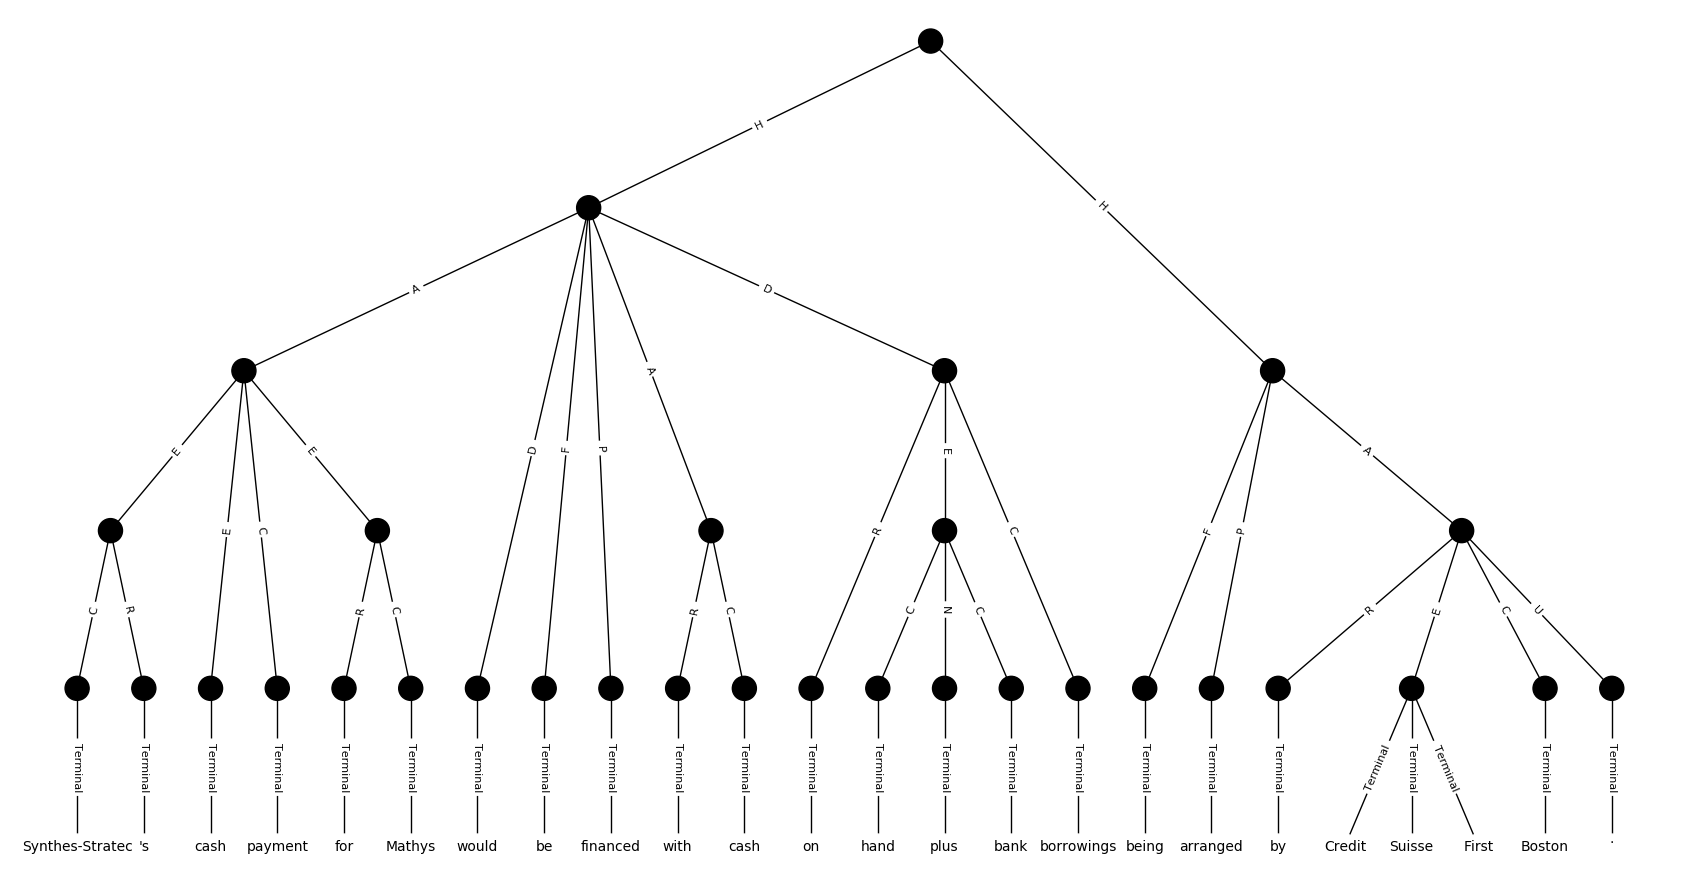 H
H
A
D
A
D
F
P
E
E
A
E
C
R
E
C
F
P
C
R
R
C
R
C
C
N
C
R
E
C
U
Terminal Terminal Terminal Terminal Terminal Terminal Terminal Terminal Terminal Terminal Terminal Terminal Terminal Terminal Terminal Terminal Terminal Terminal Terminal Terminal Terminal Terminal Terminal Terminal
Synthes-Stratec 's cash payment for Mathys would be financed with cash on hand plus bank borrowings being arranged by Credit Suisse First Boston .